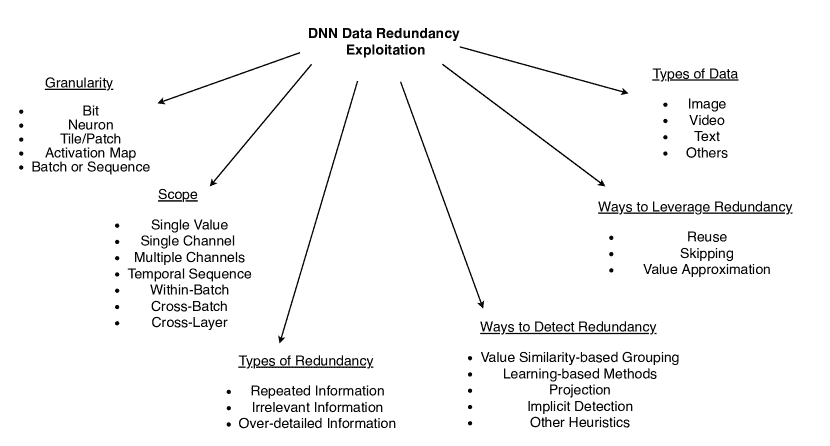 DNN Data Redundancy
Exploitation
Granularity
• Bit
• Neuron
• Tile/Patch
• Activation Map
• Batch or Sequence
Scope
• Single Value
• Single Channel
• Multiple Channels
• Temporal Sequence
• Within-Batch
• Cross-Batch
• Cross-Layer
Types of Redundancy
• Repeated Information
• Irrelevant Information
• Over-detailed Information
Ways to Detect Redundancy
• Value Similarity-based Grouping
• Learning-based Methods
• Projection
• Implicit Detection
• Other Heuristics
Ways to Leverage Redundancy
• Reuse
• Skipping
• Value Approximation
Types of Data
• Image
• Video
• Text
• Others